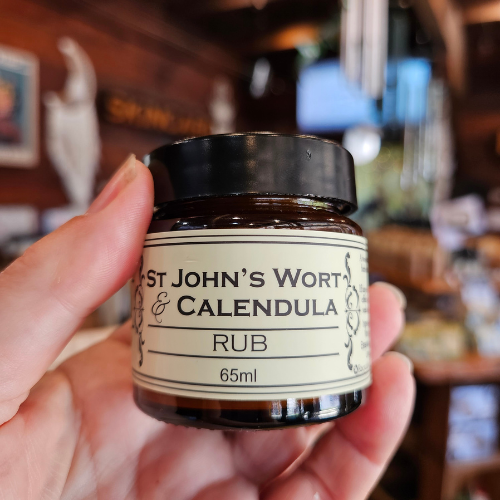 St John's Wort
& Calendula
RUB
65ml